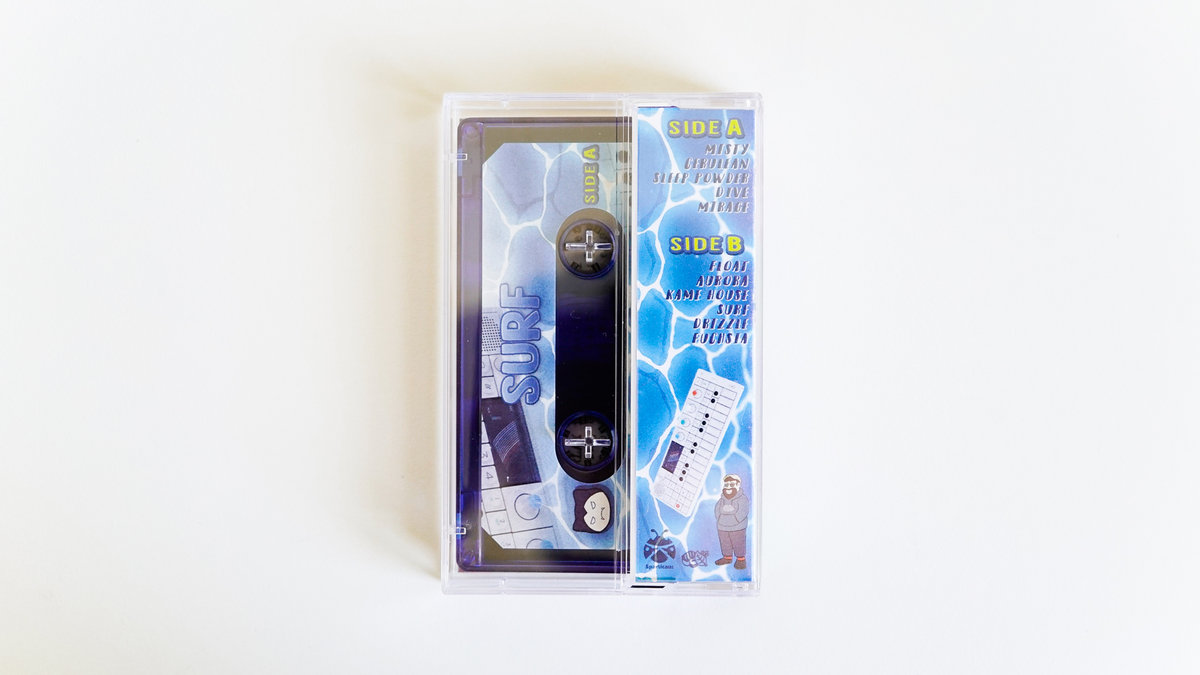 SIDE A
SURF
SIDE A
MISTY
CERULEAN
SLEEP POWDER
DIVE
MIRAGE
SIDE B
FLOAT
AURORA
KAME HOUSE
SURF
DRIZZLE
FUCHSIA